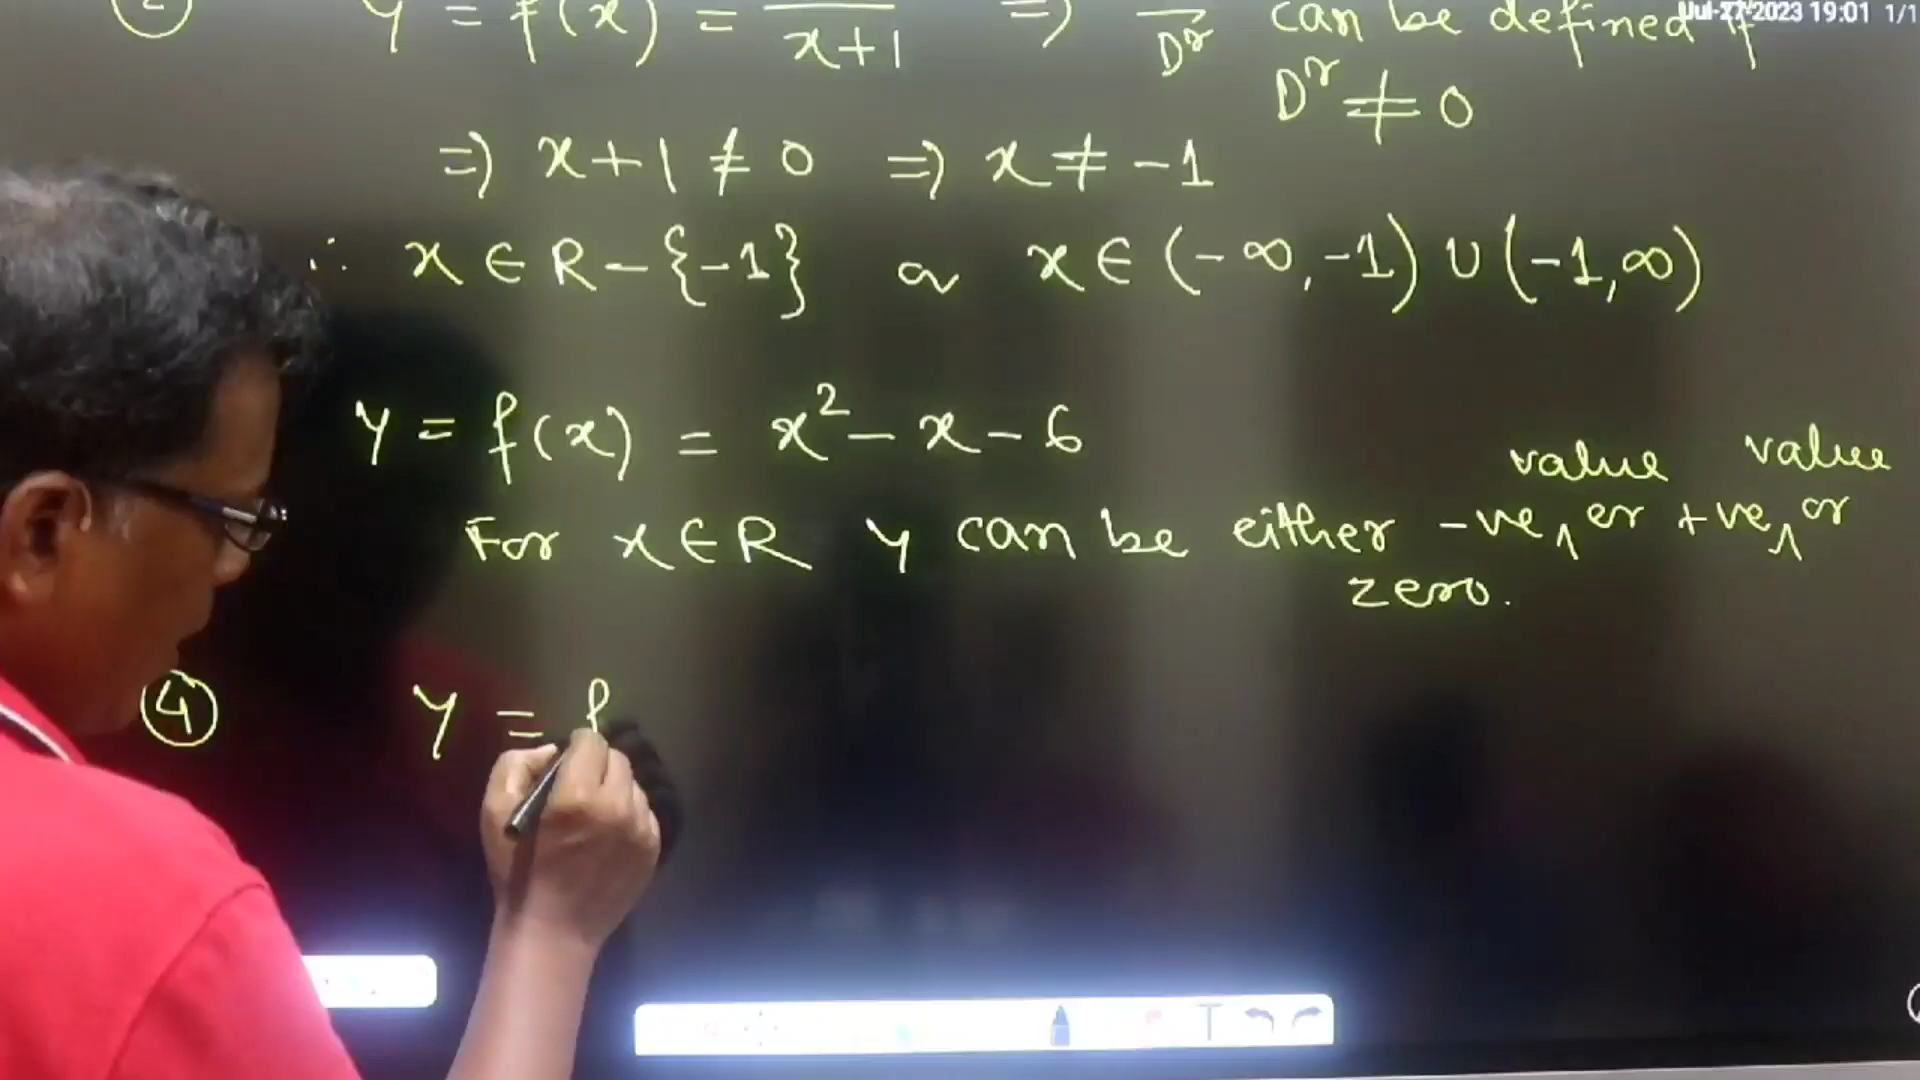 y = f(x) = x+1 => Dr can be defined if
Jul-27-2023 19:01 1/1
Dr ≠ 0
=) x+1 ≠ 0 =) x ≠ -1
∴ x ∈ R - {-1} or x ∈ (-∞, -1) ∪ (-1, ∞)
y = f(x) = x² - x - 6
value value
For x ∈ R y can be either -ve‸ or +ve‸ or
zero.
④ y = f
T